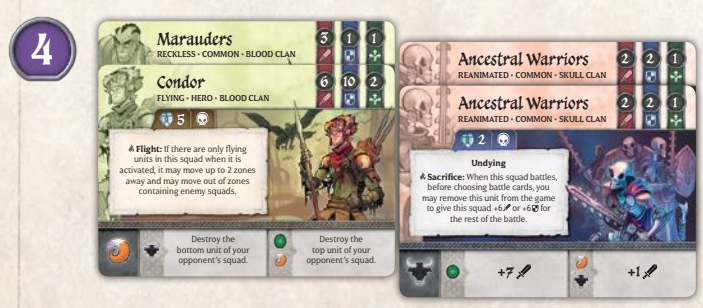 4
Marauders
RECKLESS • COMMON • BLOOD CLAN
3 1 1
Condor
FLYING • HERO • BLOOD CLAN
6 10 2
5
Flight: If there are only flying
units in this squad when it is
activated, it may move up to 2 zones
away and may move out of zones
containing enemy squads.
Destroy the
bottom unit of your
opponent's squad.
Destroy the
top unit of your
opponent's squad.
Ancestral Warriors
REANIMATED • COMMON • SKULL CLAN
2 2 1
Ancestral Warriors
REANIMATED • COMMON • SKULL CLAN
2 2 1
2
Undying
Sacrifice: When this squad battles,
before choosing battle cards, you
may remove this unit from the game
to give this squad +6 or +6 for
the rest of the battle.
+7
+1